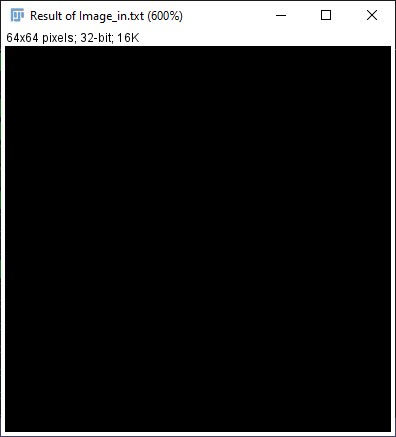 Result of Image_in.txt (600%)
64x64 pixels; 32-bit; 16K